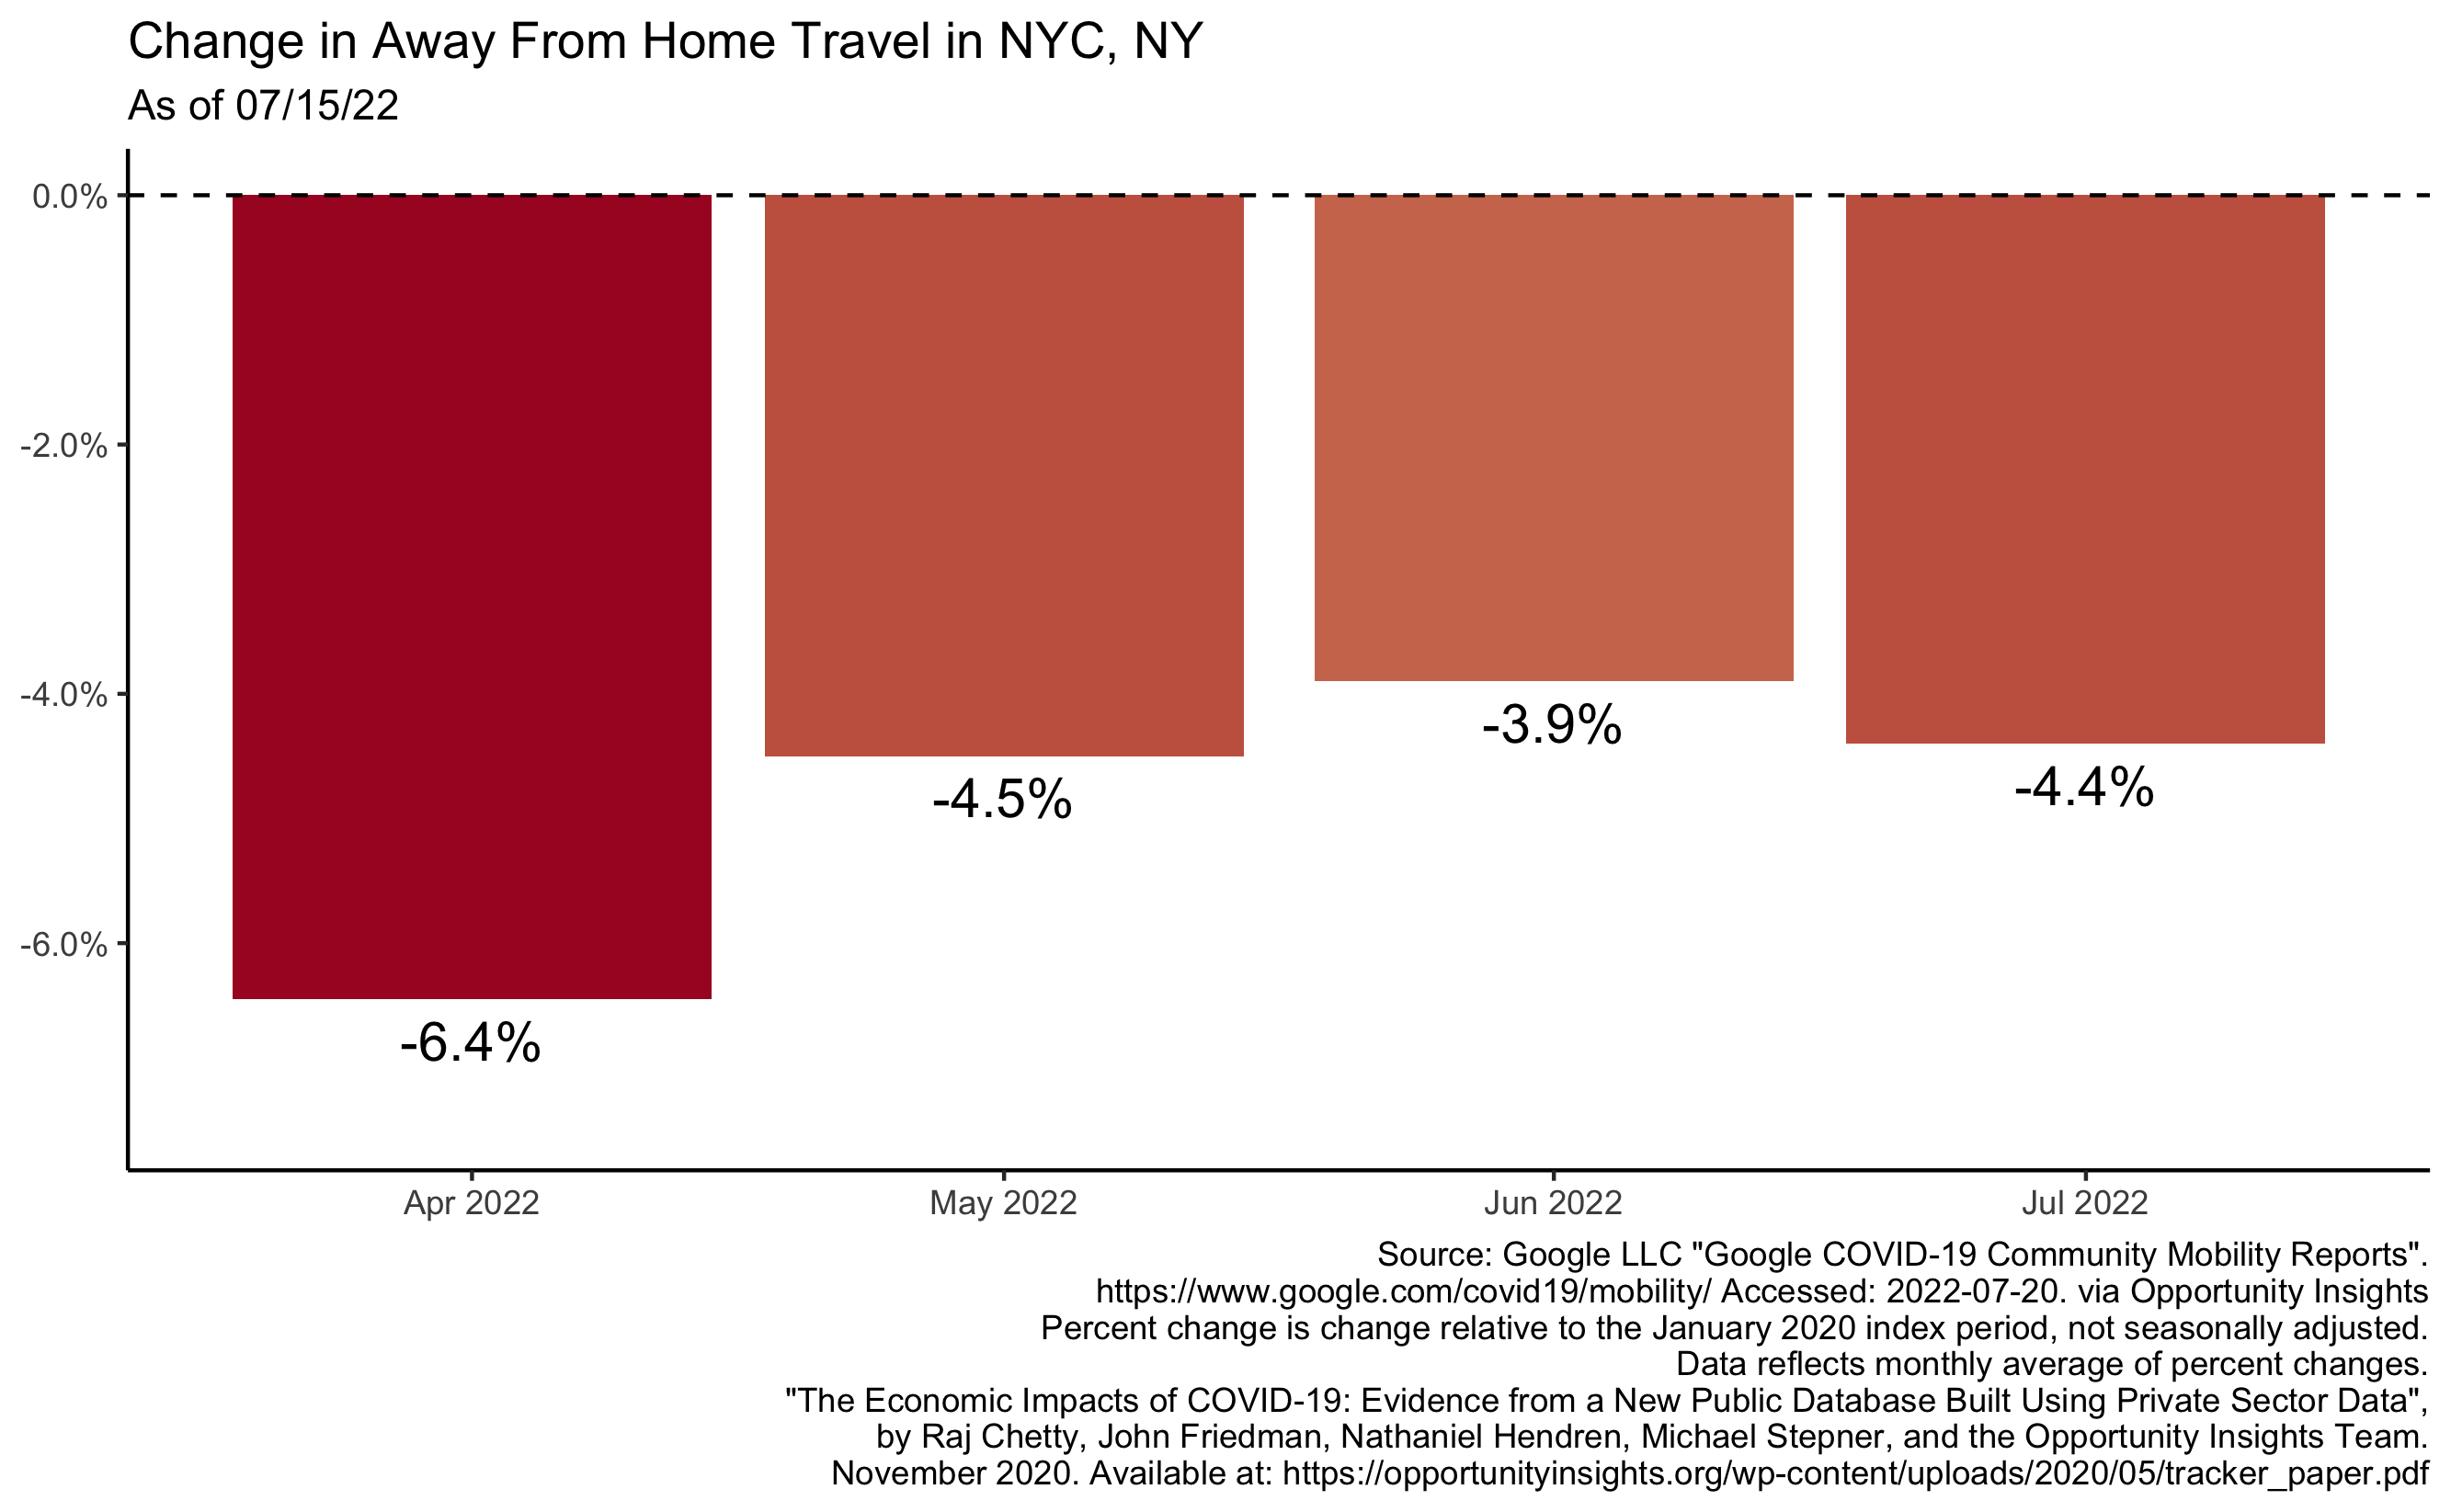 Change in Away From Home Travel in NYC, NY
As of 07/15/22
0.0%
-2.0%
-4.0%
-6.0%
-6.4%
-4.5%
-3.9%
-4.4%
Apr 2022
May 2022
Jun 2022
Jul 2022
Source: Google LLC "Google COVID-19 Community Mobility Reports".
https://www.google.com/covid19/mobility/ Accessed: 2022-07-20. via Opportunity Insights
Percent change is change relative to the January 2020 index period, not seasonally adjusted.
Data reflects monthly average of percent changes.
"The Economic Impacts of COVID-19: Evidence from a New Public Database Built Using Private Sector Data",
by Raj Chetty, John Friedman, Nathaniel Hendren, Michael Stepner, and the Opportunity Insights Team.
November 2020. Available at: https://opportunityinsights.org/wp-content/uploads/2020/05/tracker_paper.pdf